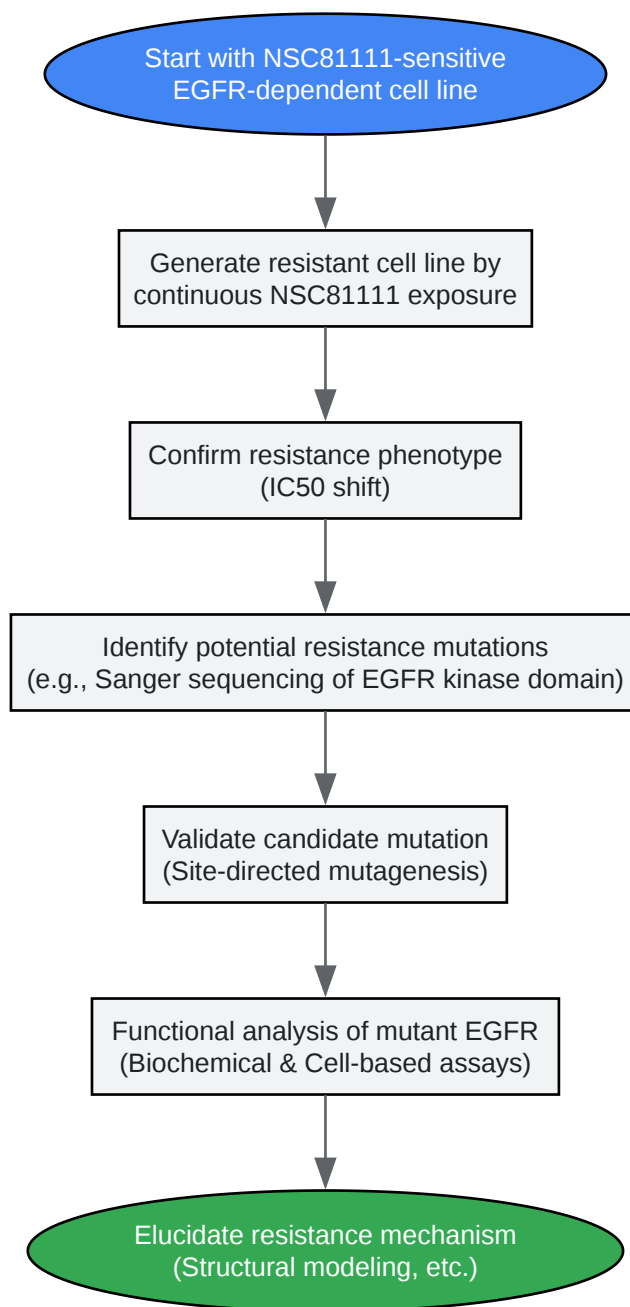 Start with NSC81111-sensitive
EGFR-dependent cell line
Generate resistant cell line by
continuous NSC81111 exposure
Confirm resistance phenotype
(IC50 shift)
Identify potential resistance mutations
(e.g., Sanger sequencing of EGFR kinase domain)
Validate candidate mutation
(Site-directed mutagenesis)
Functional analysis of mutant EGFR
(Biochemical & Cell-based assays)
Elucidate resistance mechanism
(Structural modeling, etc.)